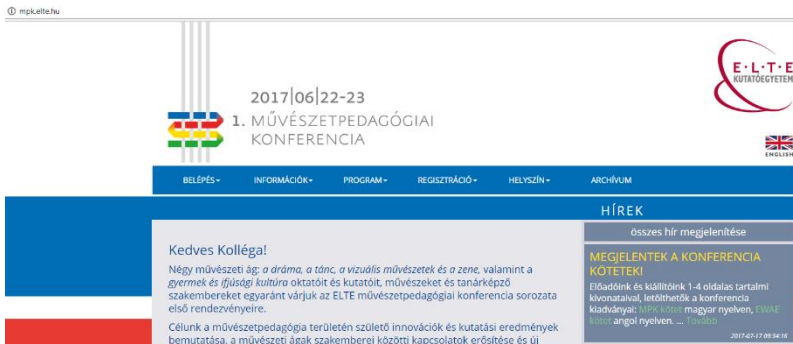 mpk.elte.hu
E·L·T·E
KUTATÓEGYETEM
2017|06|22-23
1. MŰVÉSZETPEDAGÓGIAI
KONFERENCIA
ENGLISH
BELÉPÉS INFORMÁCIÓK PROGRAM REGISZTRÁCIÓ HELYSZÍN ARCHÍVUM
HÍREK
összes hír megjelenítése
Kedves Kolléga!
Négy művészeti ág: a dráma, a tánc, a vizuális művészetek és a zene, valamint a
gyermek és ifjúsági kultúra oktatóit és kutatóit, művészeket és tanárképző
szakembereket egyaránt várjuk az ELTE művészetpedagógiai konferencia sorozata
első rendezvényeire.
Célunk a művészetpedagógia területén születő innovációk és kutatási eredmények
bemutatása, a művészeti ágak szakemberei közötti kapcsolatok erősítése és új
MEGJELENTEK A KONFERENCIA
KÖTETEK!
Előadóink és kiállítóink 1-4 oldalas tartalmi
kivonataival, letölthetők a konferencia
kiadványai: MPK kötet magyar nyelven, EWAE
kötet angol nyelven. ... Tovább
2017-07-17 09:34:16